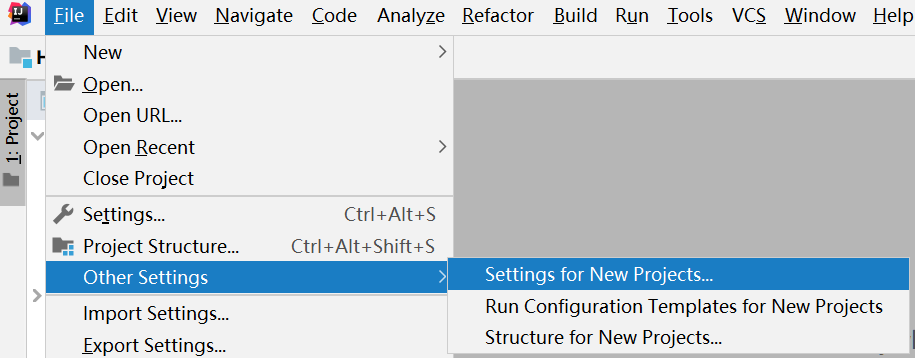 IJ
File Edit View Navigate Code Analyze Refactor Build Run Tools VCS Window Help
New
Open...
Open URL...
Open Recent
Close Project
Settings... Ctrl+Alt+S
Project Structure... Ctrl+Alt+Shift+S
Other Settings
Import Settings...
Export Settings...
Settings for New Projects...
Run Configuration Templates for New Projects
Structure for New Projects...
1: Project